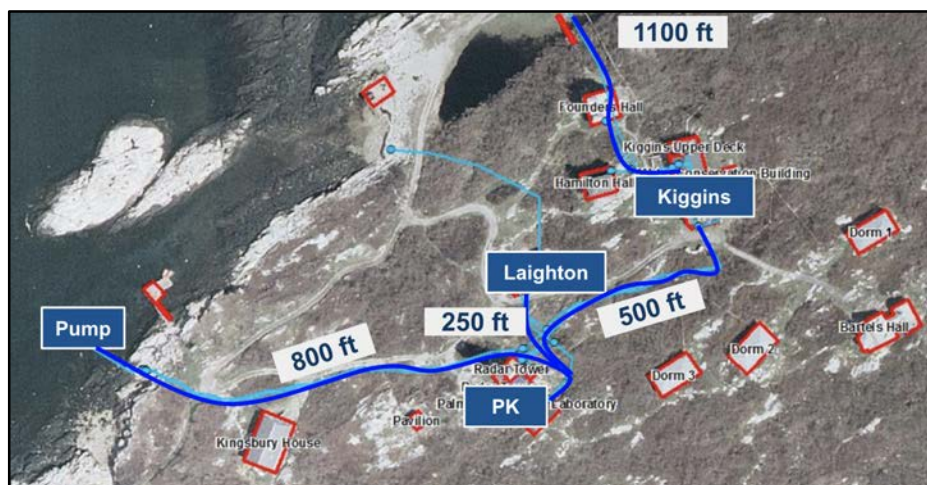 1100 ft
Founders Hall
Kiggins Upper Deck
Conservation Building
Hamilton Hall
Kiggins
Dorm 1
Laighton
500 ft
250 ft
Pump
Bartels Hall
800 ft
Dorm 2
Radar Tower
Dorm 3
PK
Laboratory
Pavilion
Kingsbury House